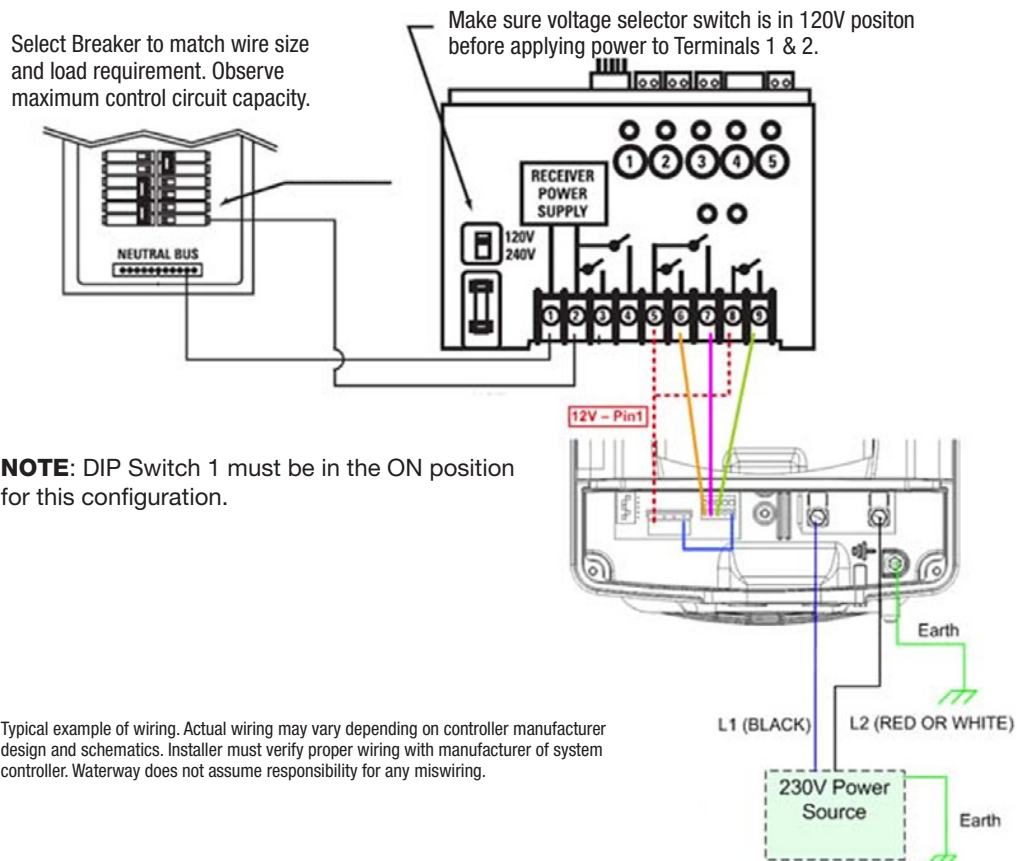 Select Breaker to match wire size
and load requirement. Observe
maximum control circuit capacity.
Make sure voltage selector switch is in 120V positon
before applying power to Terminals 1 & 2.
1 2 3 4 5
RECEIVER
POWER
SUPPLY
120V
240V
NEUTRAL BUS
1 2 3 4 5 6 7 8 9
12V – Pin1
NOTE: DIP Switch 1 must be in the ON position
for this configuration.
Earth
L1 (BLACK)
L2 (RED OR WHITE)
Typical example of wiring. Actual wiring may vary depending on controller manufacturer
design and schematics. Installer must verify proper wiring with manufacturer of system
controller. Waterway does not assume responsibility for any miswiring.
230V Power
Source
Earth